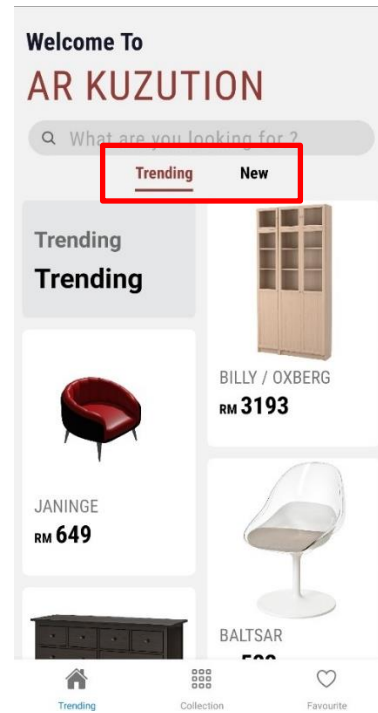 Welcome To
AR KUZUTION
What are you looking for ?
Trending New
Trending
Trending
BILLY / OXBERG
RM 3193
JANINGE
RM 649
BALTSAR
Trending Collection Favourite